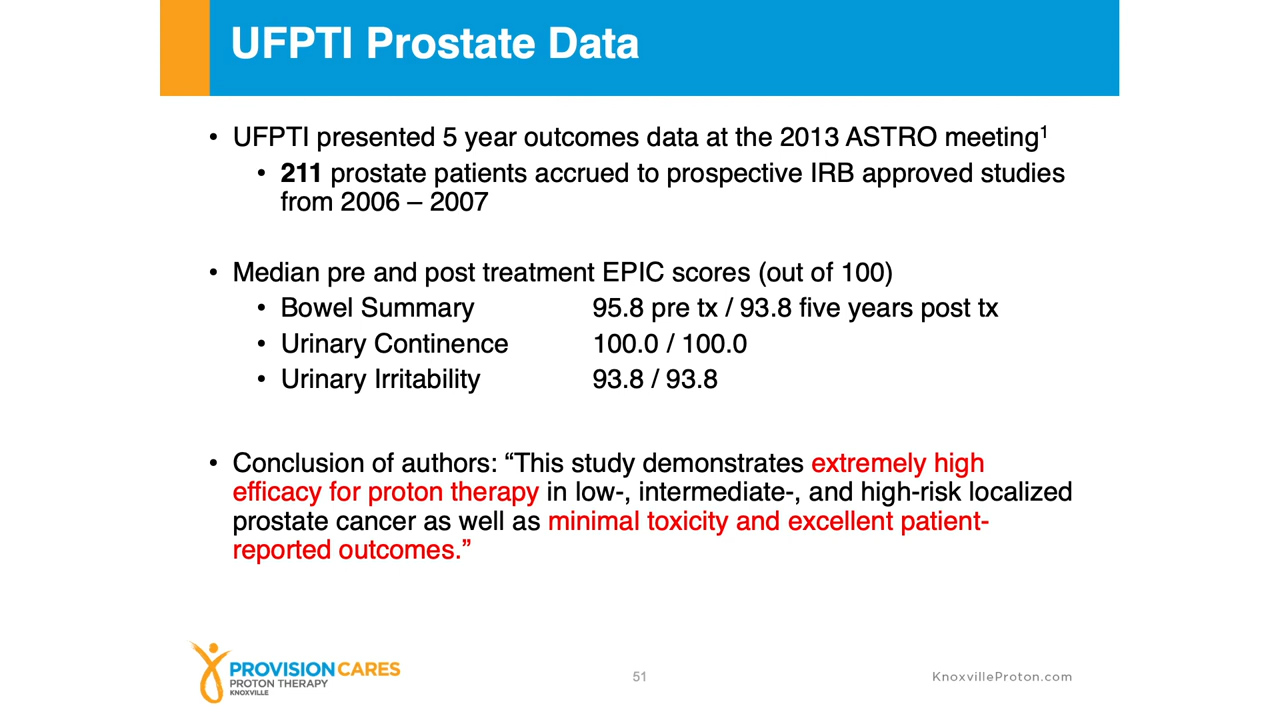 UFPTI Prostate Data
• UFPTI presented 5 year outcomes data at the 2013 ASTRO meeting¹
• 211 prostate patients accrued to prospective IRB approved studies
from 2006 – 2007
• Median pre and post treatment EPIC scores (out of 100)
• Bowel Summary 95.8 pre tx / 93.8 five years post tx
• Urinary Continence 100.0 / 100.0
• Urinary Irritability 93.8 / 93.8
• Conclusion of authors: “This study demonstrates extremely high
efficacy for proton therapy in low-, intermediate-, and high-risk localized
prostate cancer as well as minimal toxicity and excellent patient-
reported outcomes.”
PROVISION CARES
PROTON THERAPY
KNOXVILLE
51
KnoxvilleProton.com